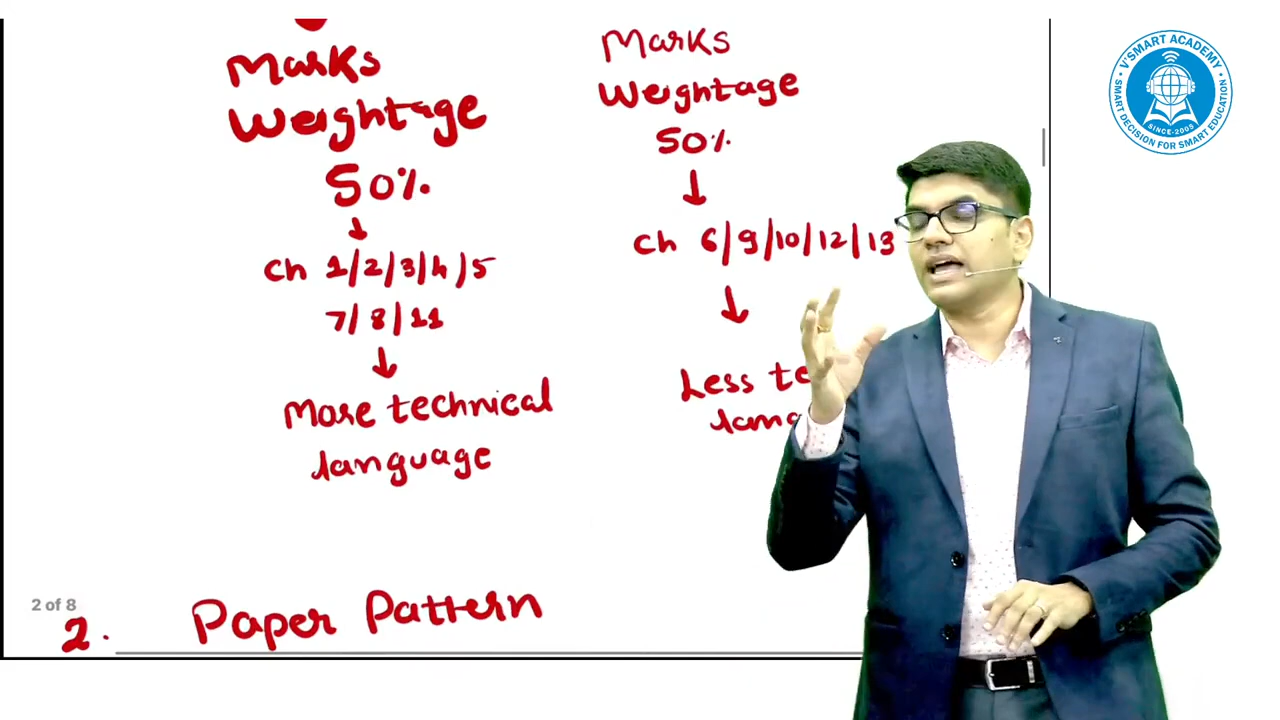 Marks
Weightage
50%
Ch 1/2/3/4/5
7/8/11
More technical
language
Marks
Weightage
50%
Ch 6/9/10/12/13
Less
2 of 8
2. Paper Pattern
V'SMART ACADEMY
SMART DECISION FOR SMART EDUCATION
SINCE-2005